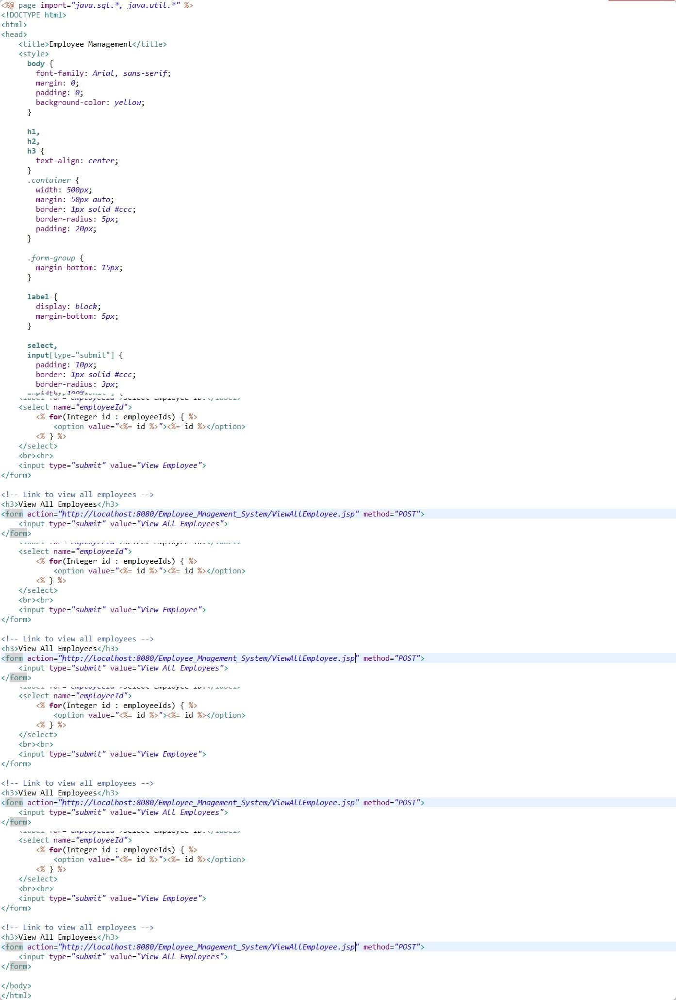 <%@ page import="java.sql.*, java.util.*" %>
<!DOCTYPE html>
<html>
<head>
    <title>Employee Management</title>
    <style>
      body {
        font-family: Arial, sans-serif;
        margin: 0;
        padding: 0;
        background-color: yellow;
      }

      h1,
      h2,
      h3 {
        text-align: center;
      }
      .container {
        width: 500px;
        margin: 50px auto;
        border: 1px solid #ccc;
        border-radius: 5px;
        padding: 20px;
      }

      .form-group {
        margin-bottom: 15px;
      }

      label {
        display: block;
        margin-bottom: 5px;
      }

      select,
      input[type="submit"] {
        padding: 10px;
        border: 1px solid #ccc;
        border-radius: 3px;
    <select name="employeeId">
        <% for(Integer id : employeeIds) { %>
            <option value="<%= id %>"><%= id %></option>
        <% } %>
    </select>
    <br><br>
    <input type="submit" value="View Employee">
</form>

<!-- Link to view all employees -->
<h3>View All Employees</h3>
<form action="http://localhost:8080/Employee_Mnagement_System/ViewAllEmployee.jsp" method="POST">
    <input type="submit" value="View All Employees">
</form>
    <select name="employeeId">
        <% for(Integer id : employeeIds) { %>
            <option value="<%= id %>"><%= id %></option>
        <% } %>
    </select>
    <br><br>
    <input type="submit" value="View Employee">
</form>

<!-- Link to view all employees -->
<h3>View All Employees</h3>
<form action="http://localhost:8080/Employee_Mnagement_System/ViewAllEmployee.jsp" method="POST">
    <input type="submit" value="View All Employees">
</form>
    <select name="employeeId">
        <% for(Integer id : employeeIds) { %>
            <option value="<%= id %>"><%= id %></option>
        <% } %>
    </select>
    <br><br>
    <input type="submit" value="View Employee">
</form>

<!-- Link to view all employees -->
<h3>View All Employees</h3>
<form action="http://localhost:8080/Employee_Mnagement_System/ViewAllEmployee.jsp" method="POST">
    <input type="submit" value="View All Employees">
</form>
    <select name="employeeId">
        <% for(Integer id : employeeIds) { %>
            <option value="<%= id %>"><%= id %></option>
        <% } %>
    </select>
    <br><br>
    <input type="submit" value="View Employee">
</form>

<!-- Link to view all employees -->
<h3>View All Employees</h3>
<form action="http://localhost:8080/Employee_Mnagement_System/ViewAllEmployee.jsp" method="POST">
    <input type="submit" value="View All Employees">
</form>

</body>
</html>